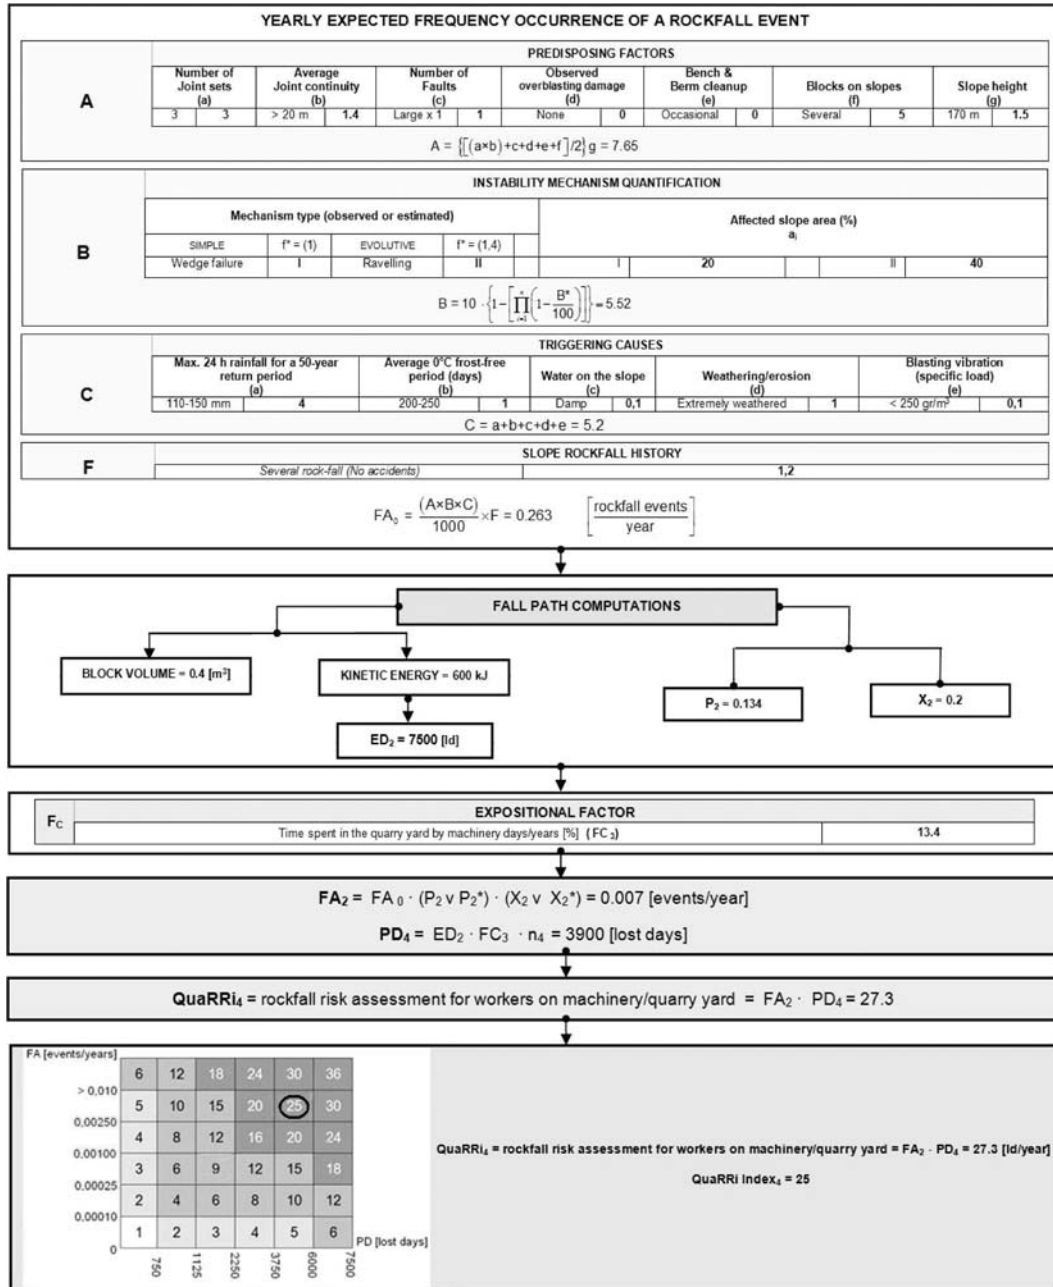 YEARLY EXPECTED FREQUENCY OCCURRENCE OF A ROCKFALL EVENT
A
PREDISPOSING FACTORS
Number of Joint sets (a) Average Joint continuity (b) Number of Faults (c) Observed overblasting damage (d) Bench & Berm cleanup (e) Blocks on slopes (f) Slope height (g)
3 3 > 20 m 1.4 Large x 1 1 None 0 Occasional 0 Several 5 170 m 1.5
A = {[(a×b)+c+d+e+f]/2}g = 7.65
B
INSTABILITY MECHANISM QUANTIFICATION
Mechanism type (observed or estimated) Affected slope area (%) ai
SIMPLE f* = (1) EVOLUTIVE f* = (1,4)
Wedge failure I Ravelling II I 20 II 40
B = 10 · {1-[∏(1-B*/100)]} = 5.52
C
TRIGGERING CAUSES
Max. 24 h rainfall for a 50-year return period (a) Average 0°C frost-free period (days) (b) Water on the slope (c) Weathering/erosion (d) Blasting vibration (specific load) (e)
110-150 mm 4 200-250 1 Damp 0,1 Extremely weathered 1 < 250 gr/m³ 0,1
C = a+b+c+d+e = 5.2
F
SLOPE ROCKFALL HISTORY
Several rock-fall (No accidents) 1,2
FA₀ = (A×B×C)/1000 ×F = 0.263 [rockfall events/year]
FALL PATH COMPUTATIONS
BLOCK VOLUME = 0.4 [m³]
KINETIC ENERGY = 600 kJ
P₂ = 0.134
X₂ = 0.2
ED₂ = 7500 [ld]
F_C
EXPOSITIONAL FACTOR
Time spent in the quarry yard by machinery days/years [%] (FC₃) 13.4
FA₂ = FA₀ · (P₂ v P₂*) · (X₂ v X₂*) = 0.007 [events/year]
PD₄ = ED₂ · FC₃ · n₄ = 3900 [lost days]
QuaRRi₄ = rockfall risk assessment for workers on machinery/quarry yard = FA₂ · PD₄ = 27.3
FA [events/years]
6 12 18 24 30 36
> 0,010
5 10 15 20 25 30
0,00250
4 8 12 16 20 24
0,00100
3 6 9 12 15 18
0,00025
2 4 6 8 10 12
0,00010
1 2 3 4 5 6
0
PD [lost days]
750 1125 2250 3750 6000 7500
QuaRRi₄ = rockfall risk assessment for workers on machinery/quarry yard = FA₂ · PD₄ = 27.3 [ld/year]
QuaRRi Index₄ = 25